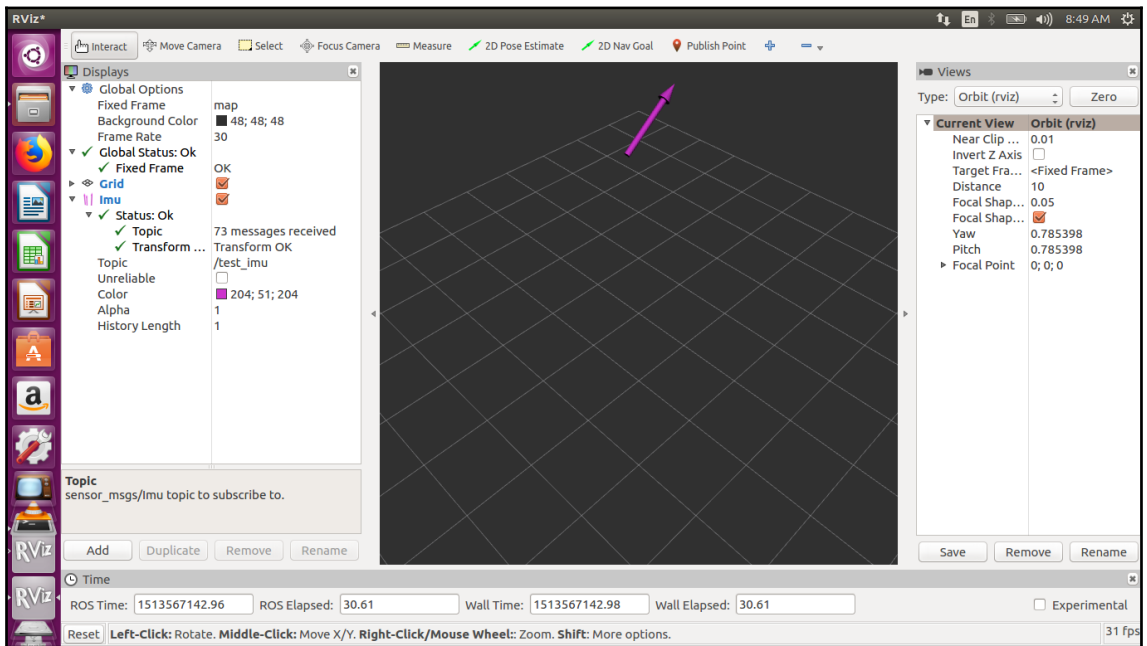 RViz*
En
8:49 AM
Interact Move Camera Select Focus Camera Measure 2D Pose Estimate 2D Nav Goal Publish Point
Displays
Global Options
Fixed Frame map
Background Color 48; 48; 48
Frame Rate 30
Global Status: Ok
Fixed Frame OK
Grid
Imu
Status: Ok
Topic 73 messages received
Transform ... Transform OK
Topic /test_imu
Unreliable
Color 204; 51; 204
Alpha 1
History Length 1
Topic
sensor_msgs/Imu topic to subscribe to.
Add Duplicate Remove Rename
Views
Type: Orbit (rviz) Zero
Current View Orbit (rviz)
Near Clip ... 0.01
Invert Z Axis
Target Fra... <Fixed Frame>
Distance 10
Focal Shap... 0.05
Focal Shap...
Yaw 0.785398
Pitch 0.785398
Focal Point 0; 0; 0
Save Remove Rename
a
RViz
RViz
Time
ROS Time: 1513567142.96 ROS Elapsed: 30.61 Wall Time: 1513567142.98 Wall Elapsed: 30.61 Experimental
Reset Left-Click: Rotate. Middle-Click: Move X/Y. Right-Click/Mouse Wheel:: Zoom. Shift: More options. 31 fps